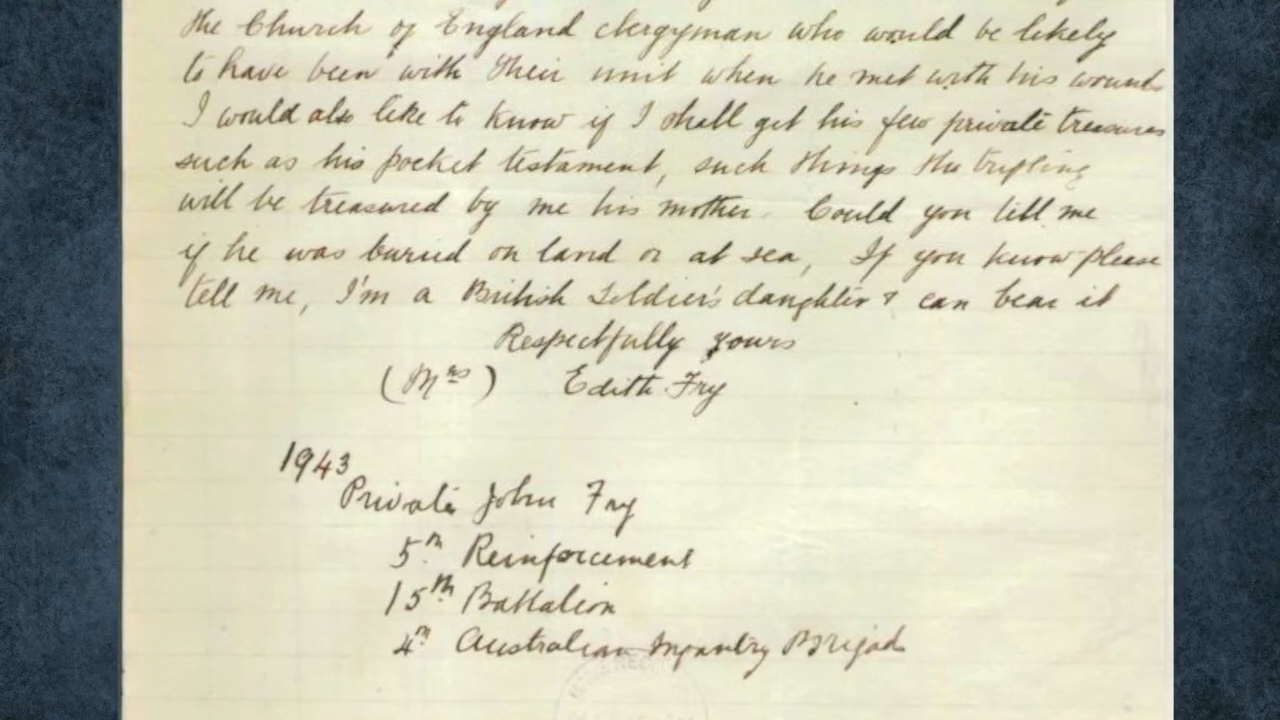 the Church of England clergyman who would be likely
to have been with their unit when he met with his wounds
I would also like to know if I shall get his few private treasures
such as his pocket testament, such things tho trifling
will be treasured by me his mother. Could you tell me
if he was buried on land or at sea, If you know please
tell me, I'm a British Soldier's daughter & can bear it
Respectfully yours
(Mrs) Edith Fry
1943
Private John Fry
5th Reinforcement
15th Battalion
4th Australian Infantry Brigade